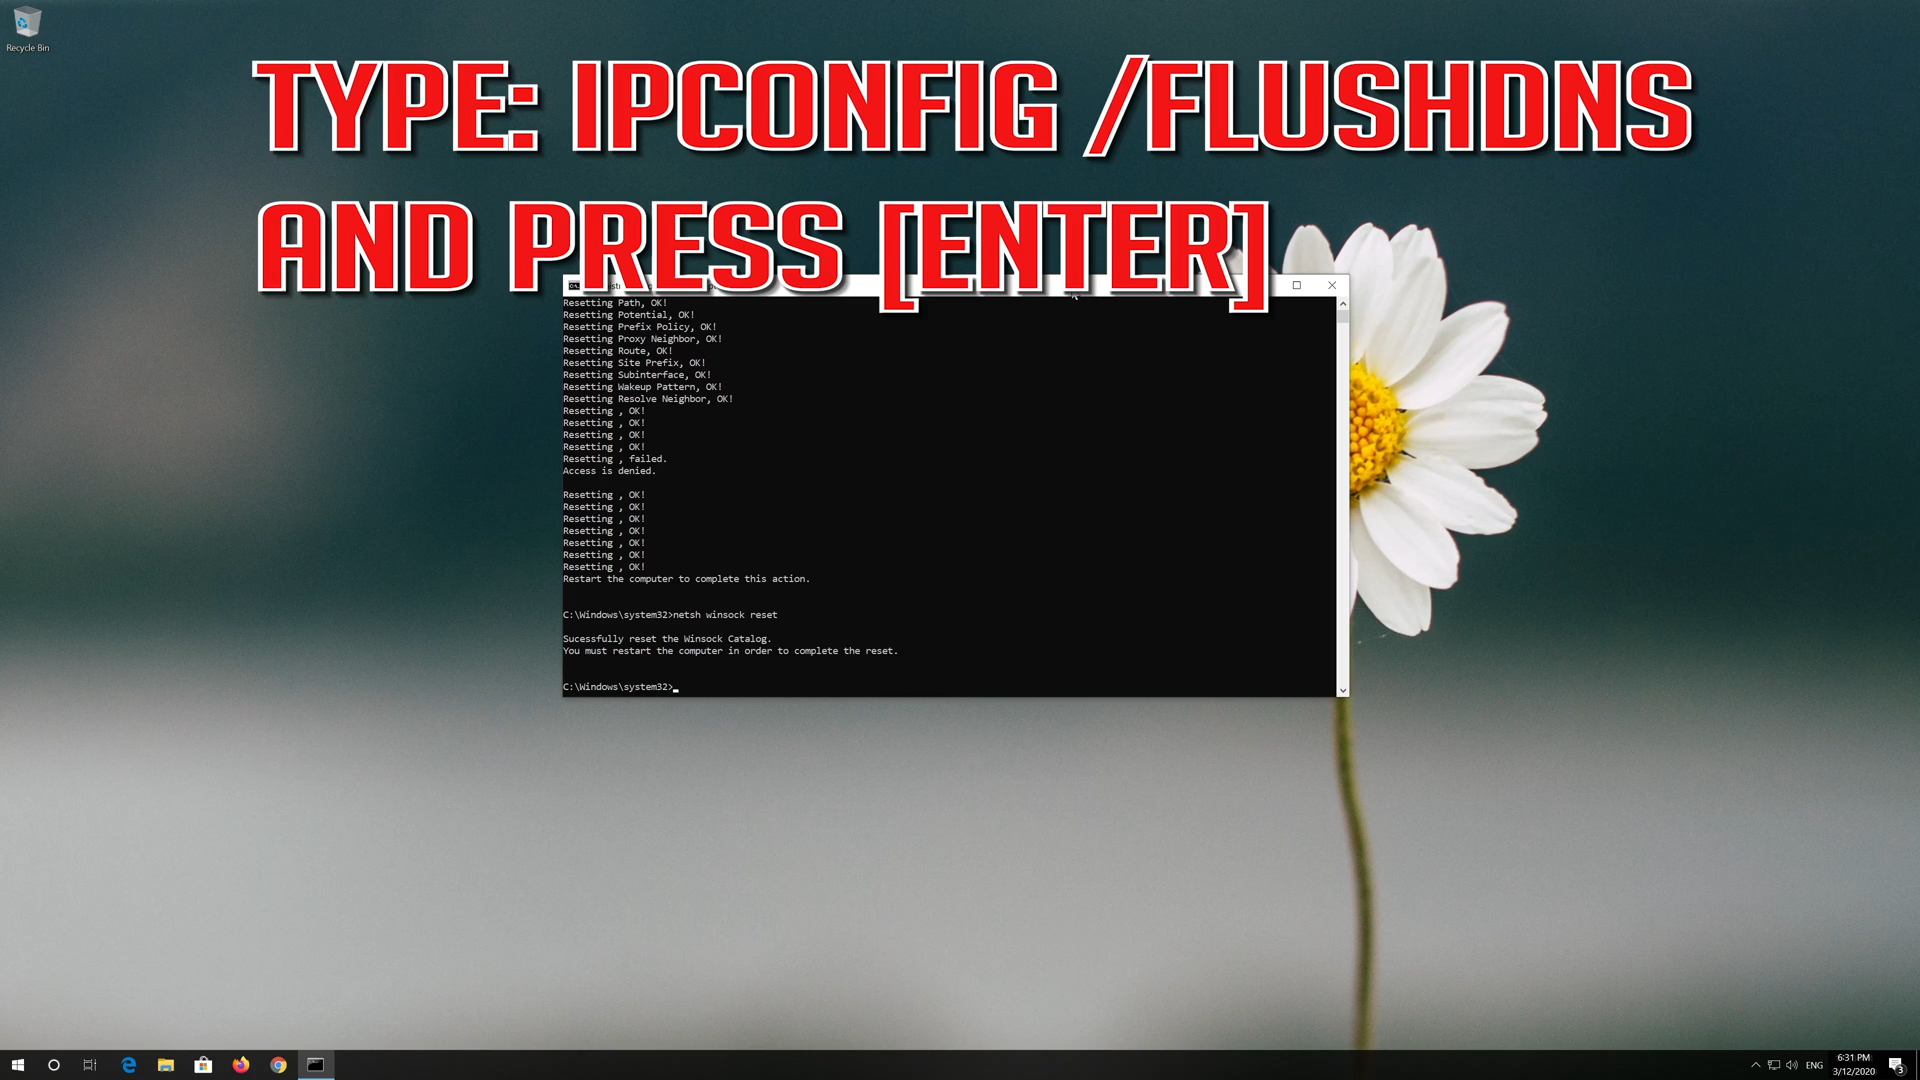 Recycle Bin
TYPE: IPCONFIG /FLUSHDNS
AND PRESS [ENTER]
Resetting Path, OK!
Resetting Potential, OK!
Resetting Prefix Policy, OK!
Resetting Proxy Neighbor, OK!
Resetting Route, OK!
Resetting Site Prefix, OK!
Resetting Subinterface, OK!
Resetting Wakeup Pattern, OK!
Resetting Resolve Neighbor, OK!
Resetting , OK!
Resetting , OK!
Resetting , OK!
Resetting , OK!
Resetting , failed.
Access is denied.
Resetting , OK!
Resetting , OK!
Resetting , OK!
Resetting , OK!
Resetting , OK!
Resetting , OK!
Resetting , OK!
Restart the computer to complete this action.
C:\Windows\system32>netsh winsock reset
Sucessfully reset the Winsock Catalog.
You must restart the computer in order to complete the reset.
C:\Windows\system32>
ENG
6:31 PM
3/12/2020
3